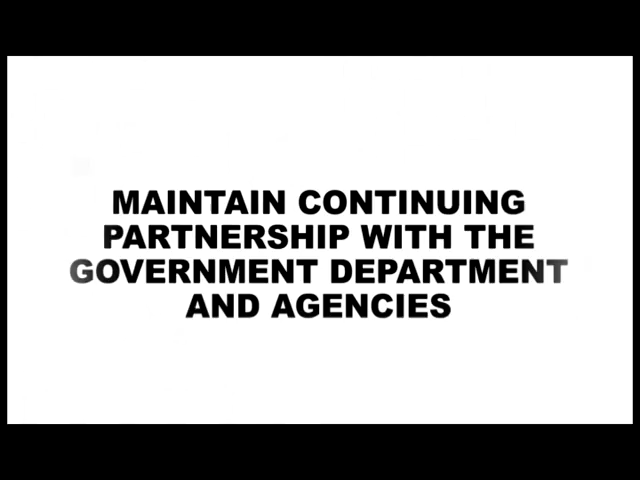 MAINTAIN CONTINUING
PARTNERSHIP WITH THE
GOVERNMENT DEPARTMENT
AND AGENCIES